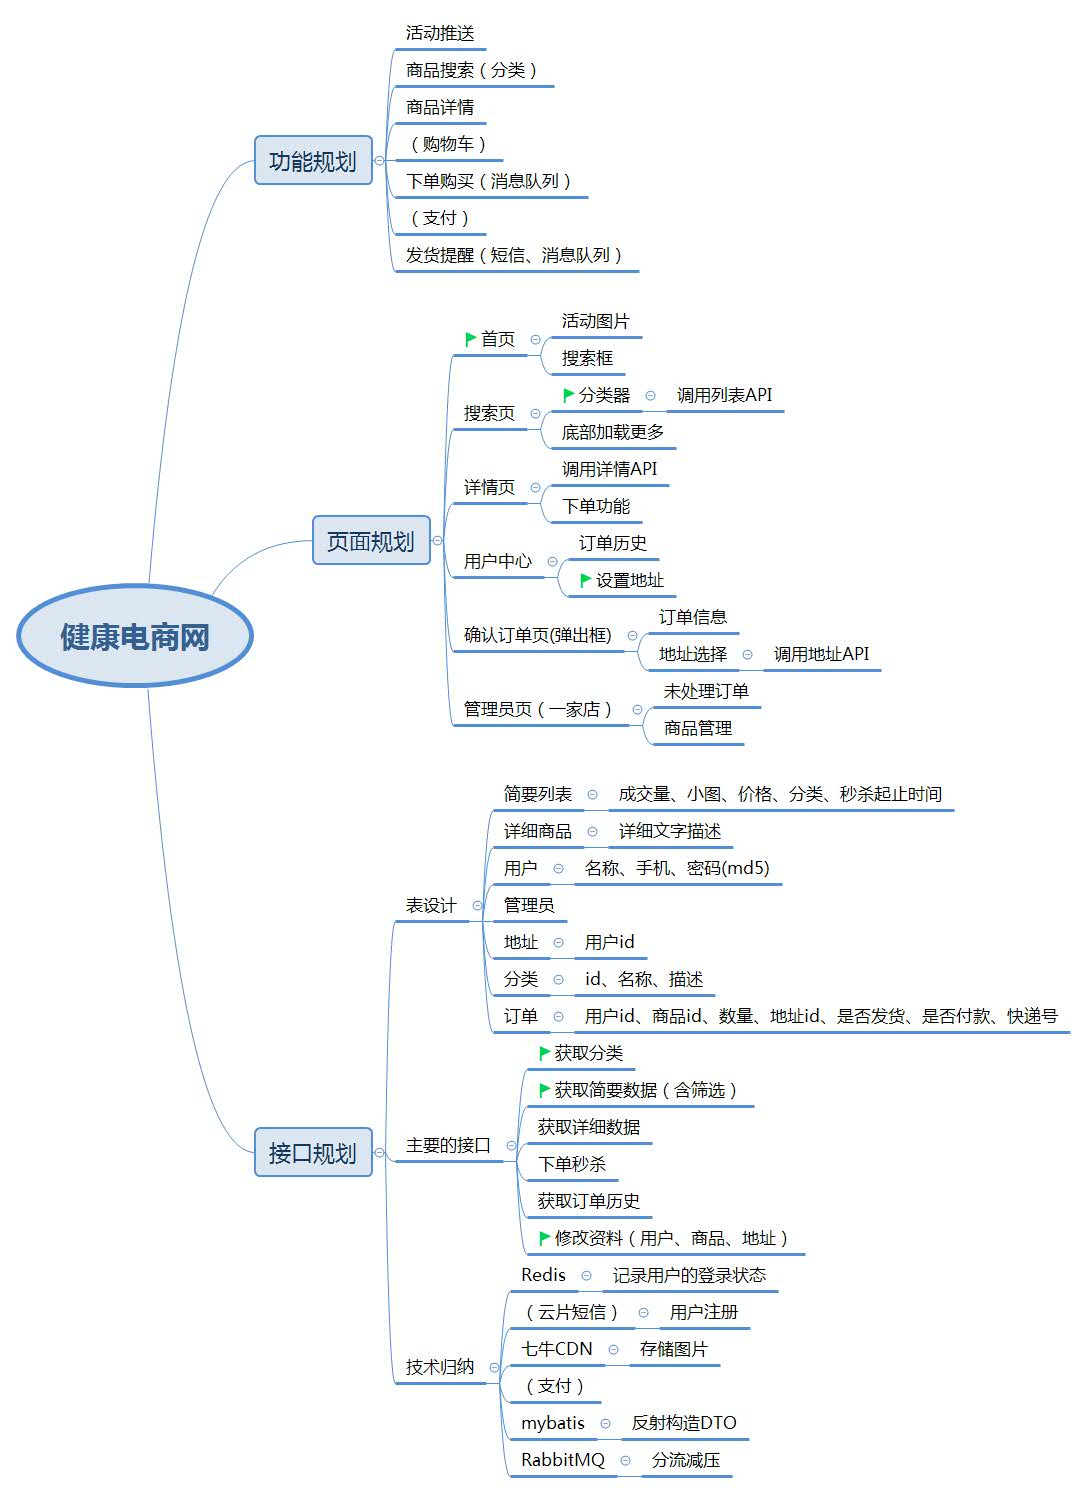 健康电商网
功能规划
活动推送
商品搜索（分类）
商品详情
（购物车）
下单购买（消息队列）
（支付）
发货提醒（短信、消息队列）
页面规划
首页
活动图片
搜索框
搜索页
分类器
调用列表API
底部加载更多
详情页
调用详情API
下单功能
用户中心
订单历史
设置地址
确认订单页(弹出框)
订单信息
地址选择
调用地址API
管理员页（一家店）
未处理订单
商品管理
接口规划
表设计
简要列表
成交量、小图、价格、分类、秒杀起止时间
详细商品
详细文字描述
用户
名称、手机、密码(md5)
管理员
地址
用户id
分类
id、名称、描述
订单
用户id、商品id、数量、地址id、是否发货、是否付款、快递号
主要的接口
获取分类
获取简要数据（含筛选）
获取详细数据
下单秒杀
获取订单历史
修改资料（用户、商品、地址）
技术归纳
Redis
记录用户的登录状态
（云片短信）
用户注册
七牛CDN
存储图片
（支付）
mybatis
反射构造DTO
RabbitMQ
分流减压